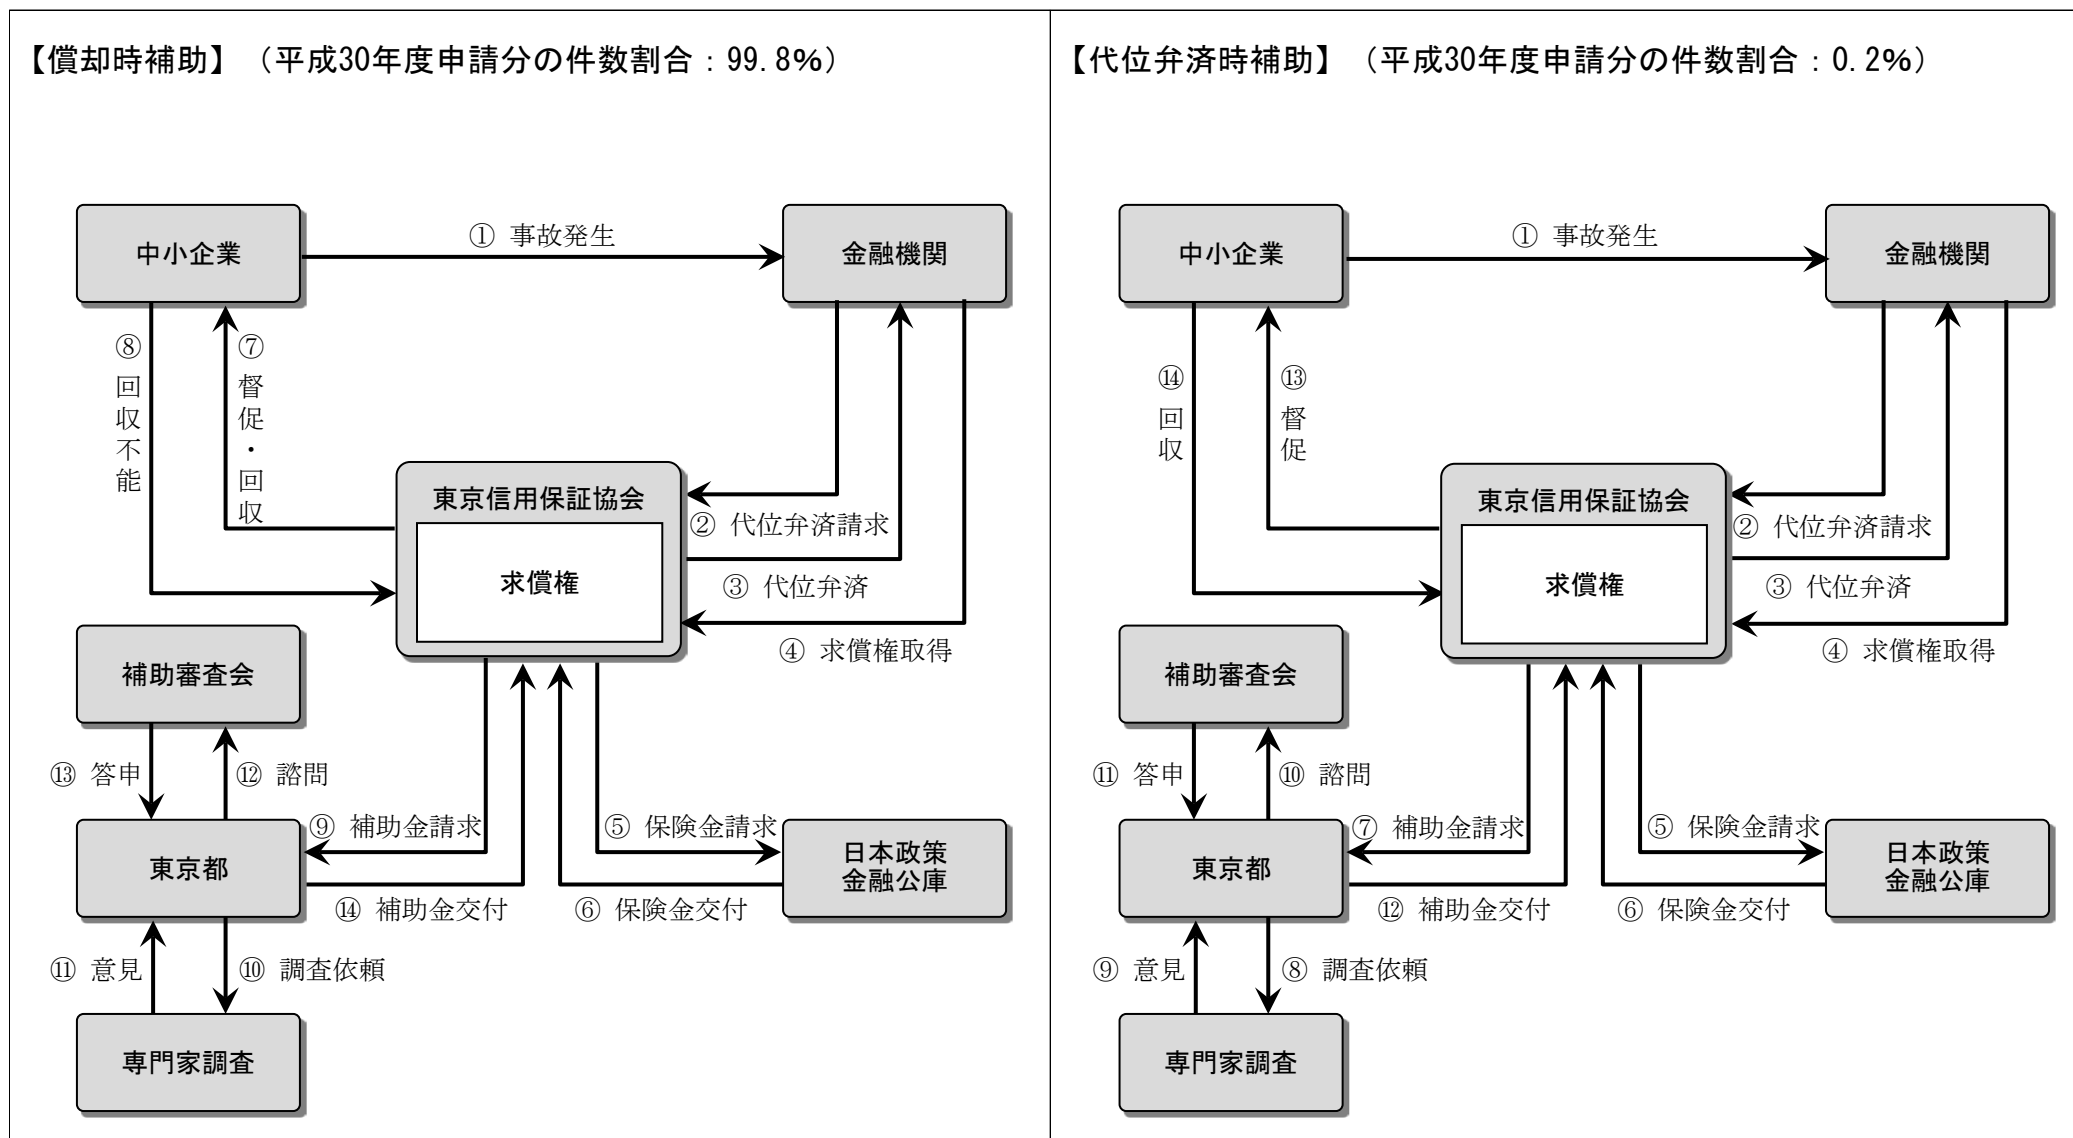 【償却時補助】（平成30年度申請分の件数割合：99.8%）
中小企業
① 事故発生
金融機関
⑧回収不能
⑦督促・回収
東京信用保証協会
求償権
② 代位弁済請求
③ 代位弁済
④ 求償権取得
補助審査会
⑬ 答申
⑫ 諮問
⑨ 補助金請求
⑤ 保険金請求
東京都
日本政策
金融公庫
⑭ 補助金交付
⑥ 保険金交付
⑪ 意見
⑩ 調査依頼
専門家調査
【代位弁済時補助】（平成30年度申請分の件数割合：0.2%）
中小企業
① 事故発生
金融機関
⑭回収
⑬督促
東京信用保証協会
求償権
② 代位弁済請求
③ 代位弁済
④ 求償権取得
補助審査会
⑪ 答申
⑩ 諮問
⑦ 補助金請求
⑤ 保険金請求
東京都
日本政策
金融公庫
⑫ 補助金交付
⑥ 保険金交付
⑨ 意見
⑧ 調査依頼
専門家調査